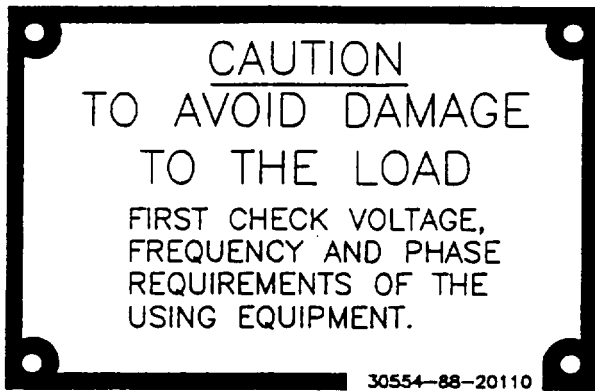 CAUTION
TO AVOID DAMAGE
TO THE LOAD
FIRST CHECK VOLTAGE,
FREQUENCY AND PHASE
REQUIREMENTS OF THE
USING EQUIPMENT.
30554-88-20110